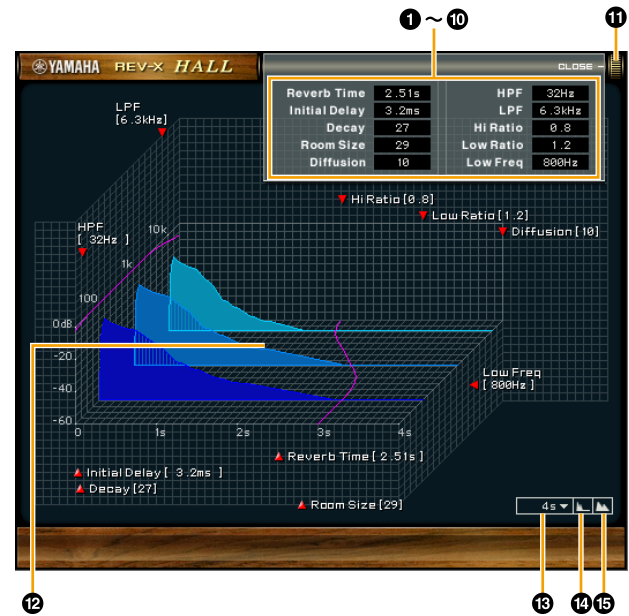 ❶～❿
⓫
YAMAHA REV-X HALL
CLOSE –
Reverb Time 2.51s HPF 32Hz
Initial Delay 3.2ms LPF 6.3kHz
Decay 27 Hi Ratio 0.8
Room Size 29 Low Ratio 1.2
Diffusion 10 Low Freq 800Hz
LPF
[6.3kHz]
Hi Ratio [0.8]
Low Ratio [1.2]
Diffusion [10]
HPF
[ 32Hz ]
10k
1k
100
0dB
-20
-40
-60
0 1s 2s 3s 4s
Low Freq
[ 800Hz]
Reverb Time [ 2.51s ]
Initial Delay [ 3.2ms ]
Decay [27]
Room Size [29]
4s
⓬ ⓭ ⓮ ⓯